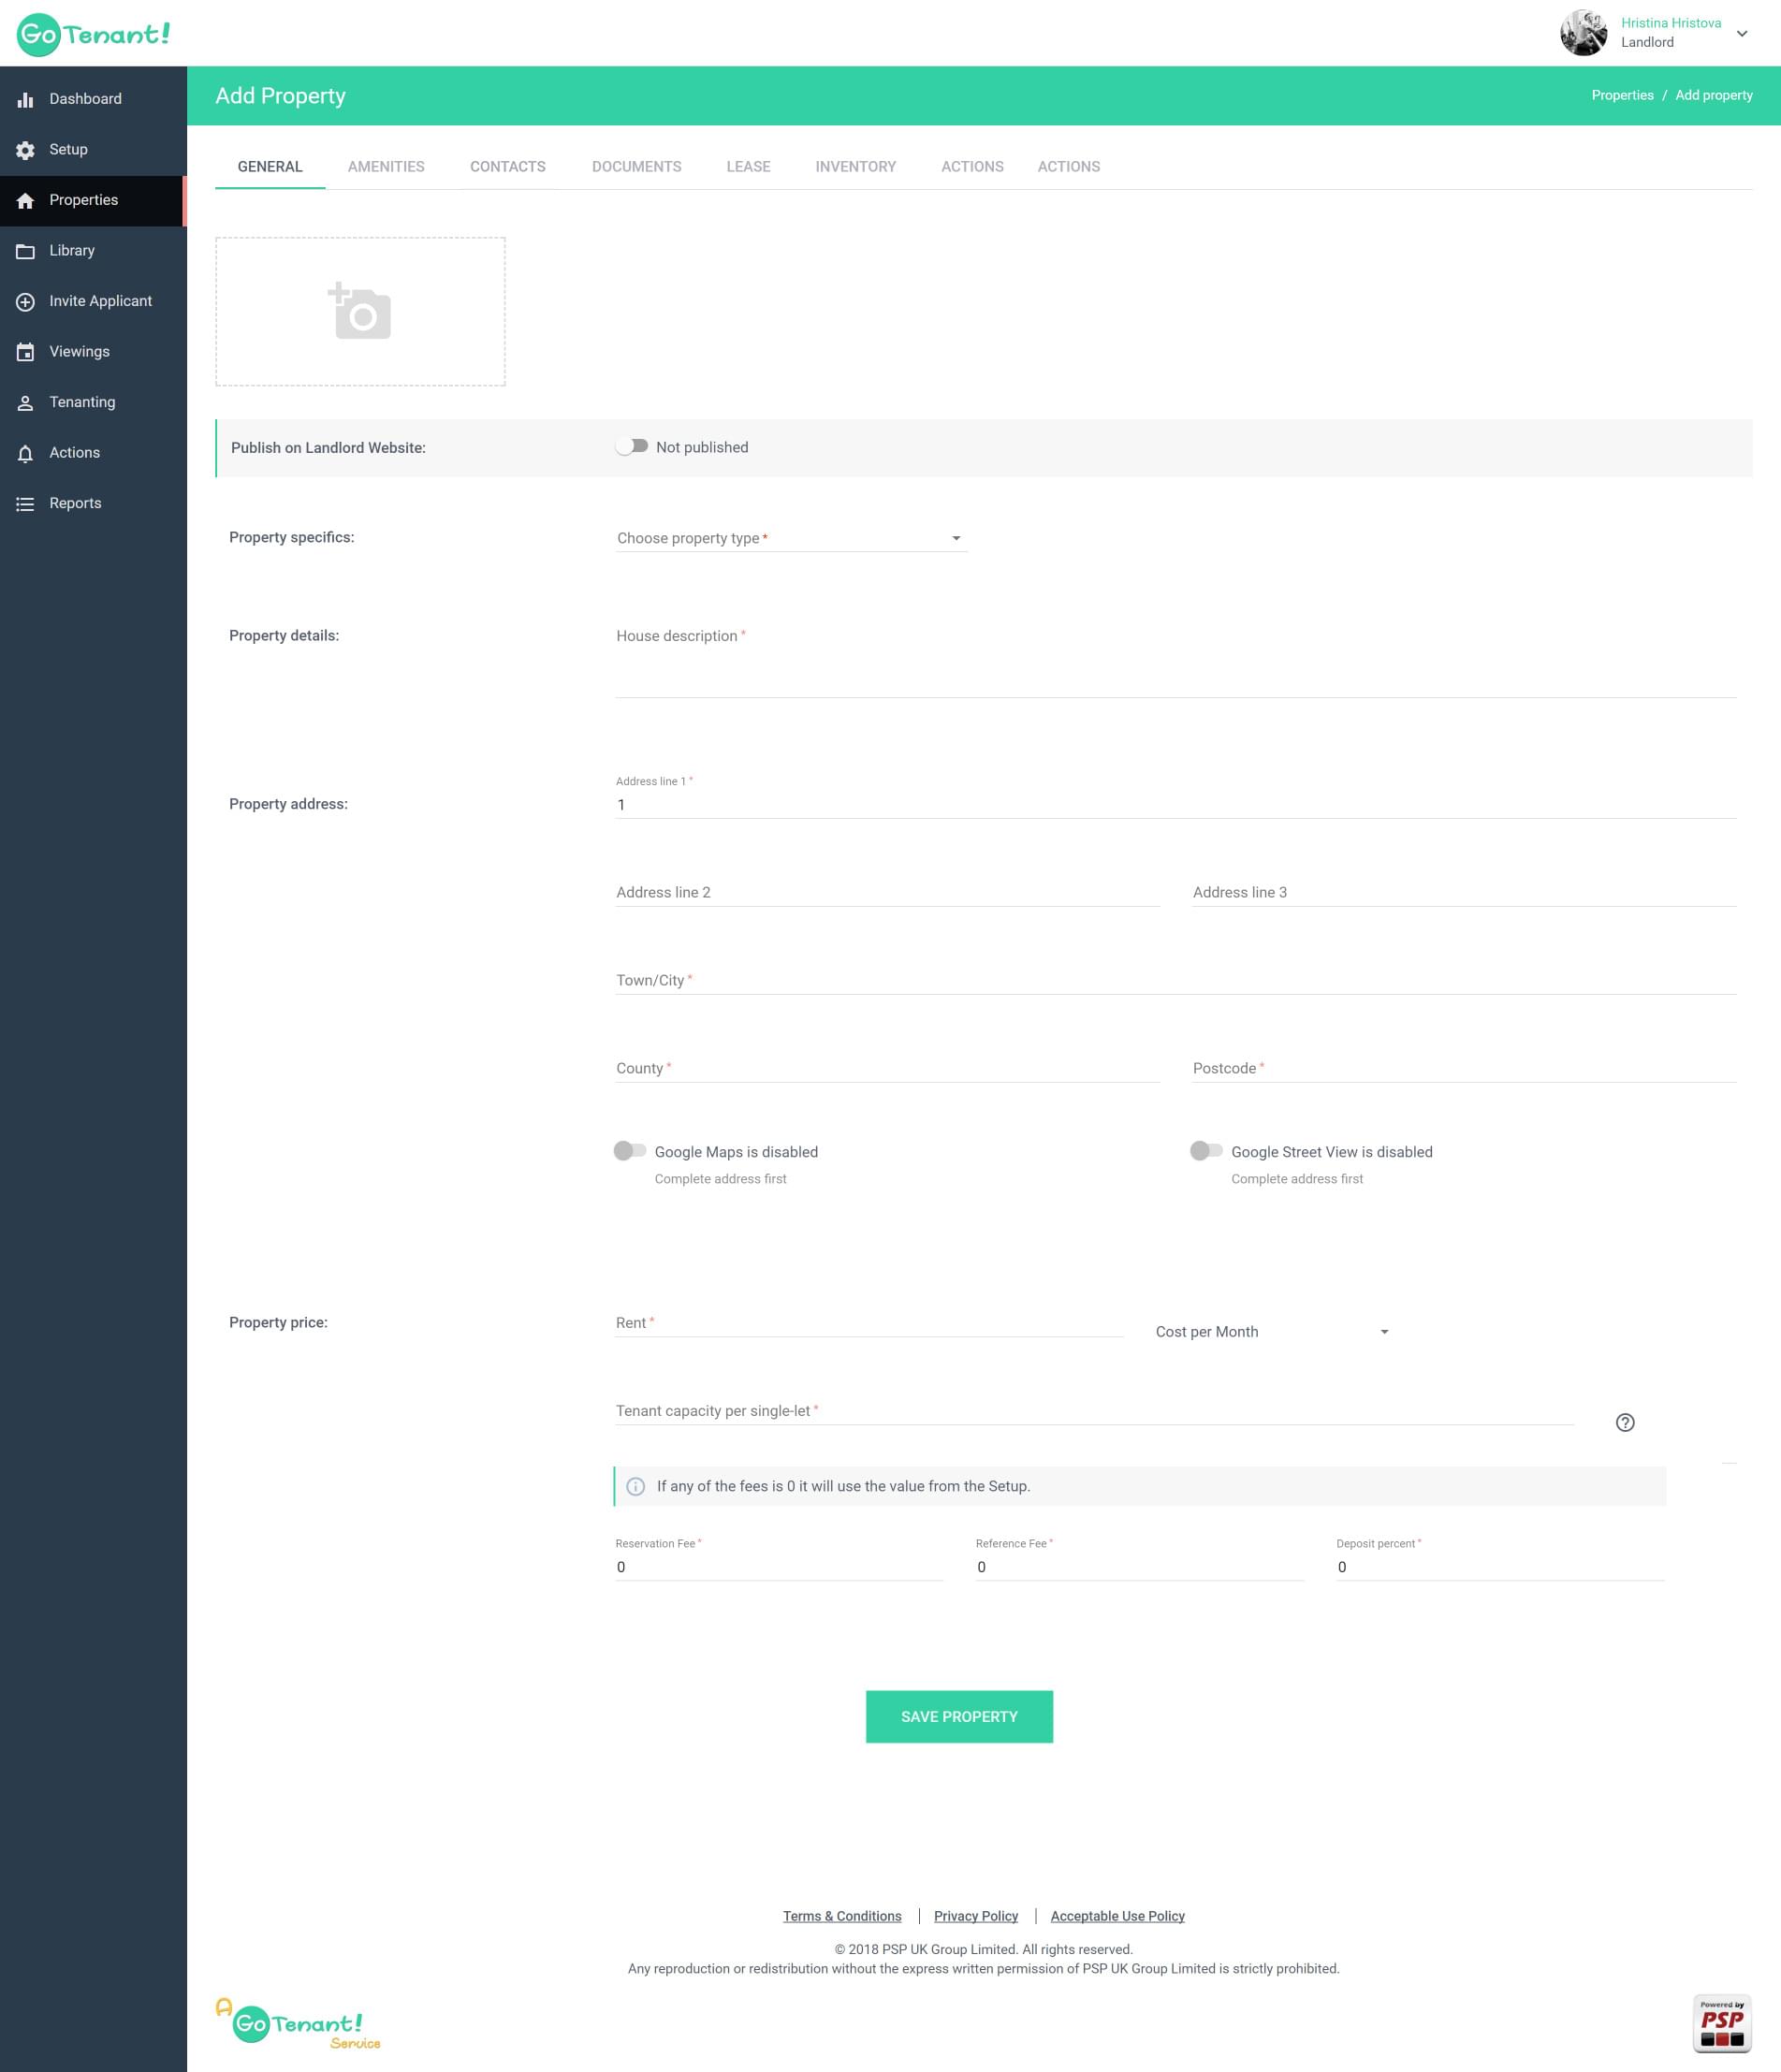 Go Tenant!
Hristina Hristova
Landlord
Add Property
Properties / Add property
Dashboard
Setup
Properties
Library
Invite Applicant
Viewings
Tenanting
Actions
Reports
GENERAL AMENITIES CONTACTS DOCUMENTS LEASE INVENTORY ACTIONS ACTIONS
Publish on Landlord Website: Not published
Property specifics: Choose property type *
Property details: House description *
Address line 1 *
Property address: 1
Address line 2 Address line 3
Town/City *
County * Postcode *
Google Maps is disabled Google Street View is disabled
Complete address first Complete address first
Property price: Rent * Cost per Month
Tenant capacity per single-let *
If any of the fees is 0 it will use the value from the Setup.
Reservation Fee * Reference Fee * Deposit percent *
0 0 0
SAVE PROPERTY
Terms & Conditions | Privacy Policy | Acceptable Use Policy
© 2018 PSP UK Group Limited. All rights reserved.
Any reproduction or redistribution without the express written permission of PSP UK Group Limited is strictly prohibited.
A Go Tenant!
Service
Powered by
PSP